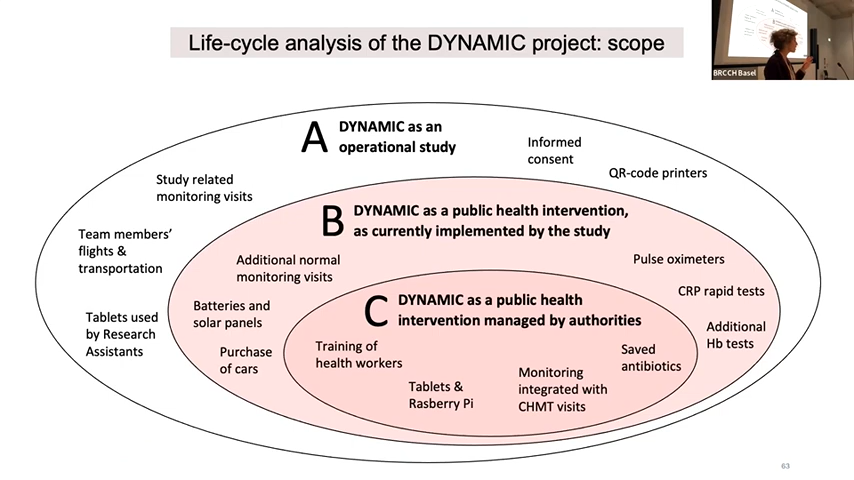 Life-cycle analysis of the DYNAMIC project: scope
BRCCH Basel
A
DYNAMIC as an
operational study
Informed
consent
QR-code printers
Study related
monitoring visits
Team members'
flights &
transportation
Tablets used
by Research
Assistants
B
DYNAMIC as a public health intervention,
as currently implemented by the study
Additional normal
monitoring visits
Pulse oximeters
CRP rapid tests
Batteries and
solar panels
Additional
Hb tests
Purchase
of cars
C
DYNAMIC as a public health
intervention managed by authorities
Training of
health workers
Saved
antibiotics
Tablets &
Rasberry Pi
Monitoring
integrated with
CHMT visits
63